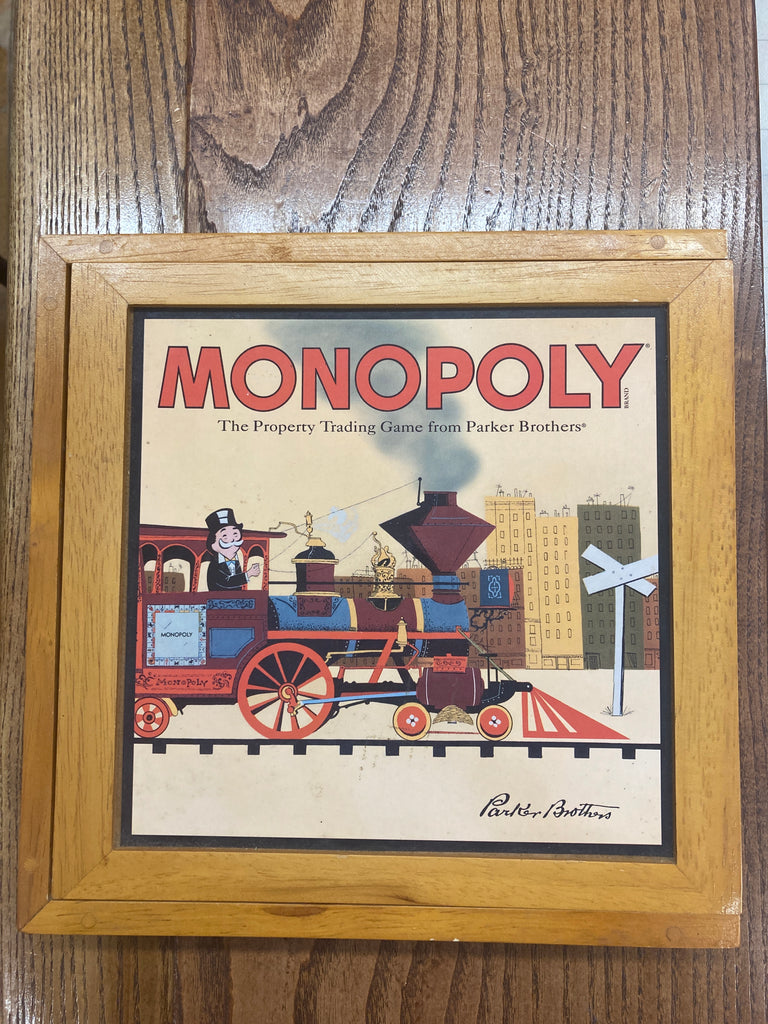 MONOPOLY®
BRAND
The Property Trading Game from Parker Brothers®
MONOPOLY
MONOPOLY
Parker Brothers